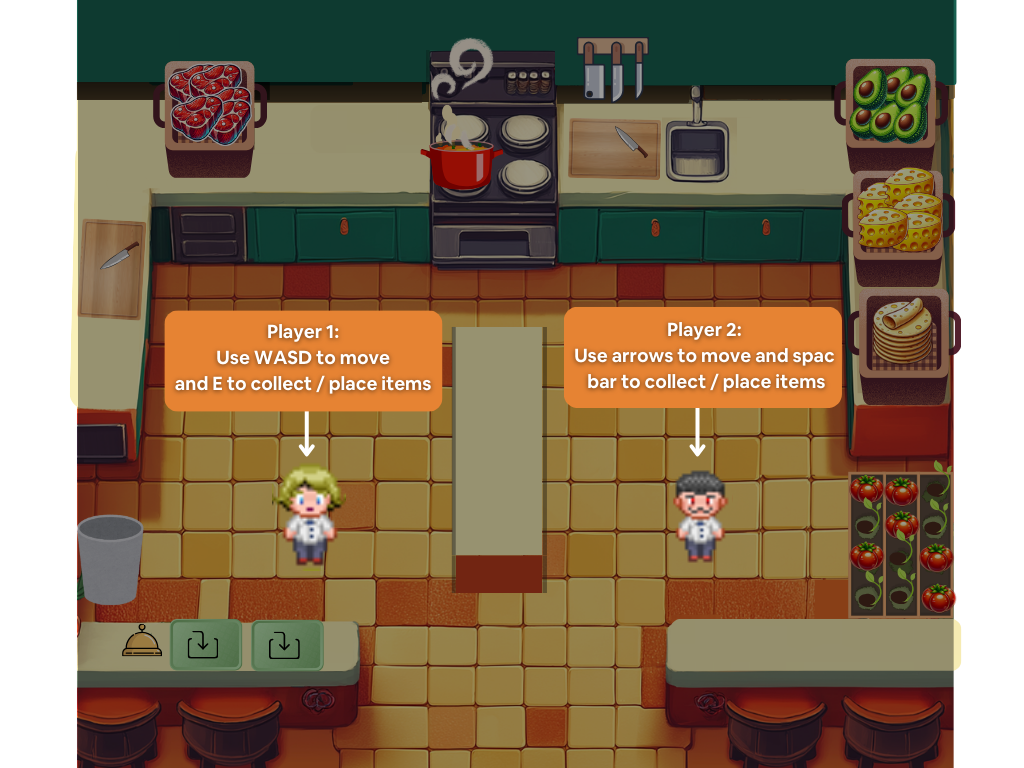 Player 1:
Use WASD to move
and E to collect / place items
Player 2:
Use arrows to move and spac
bar to collect / place items